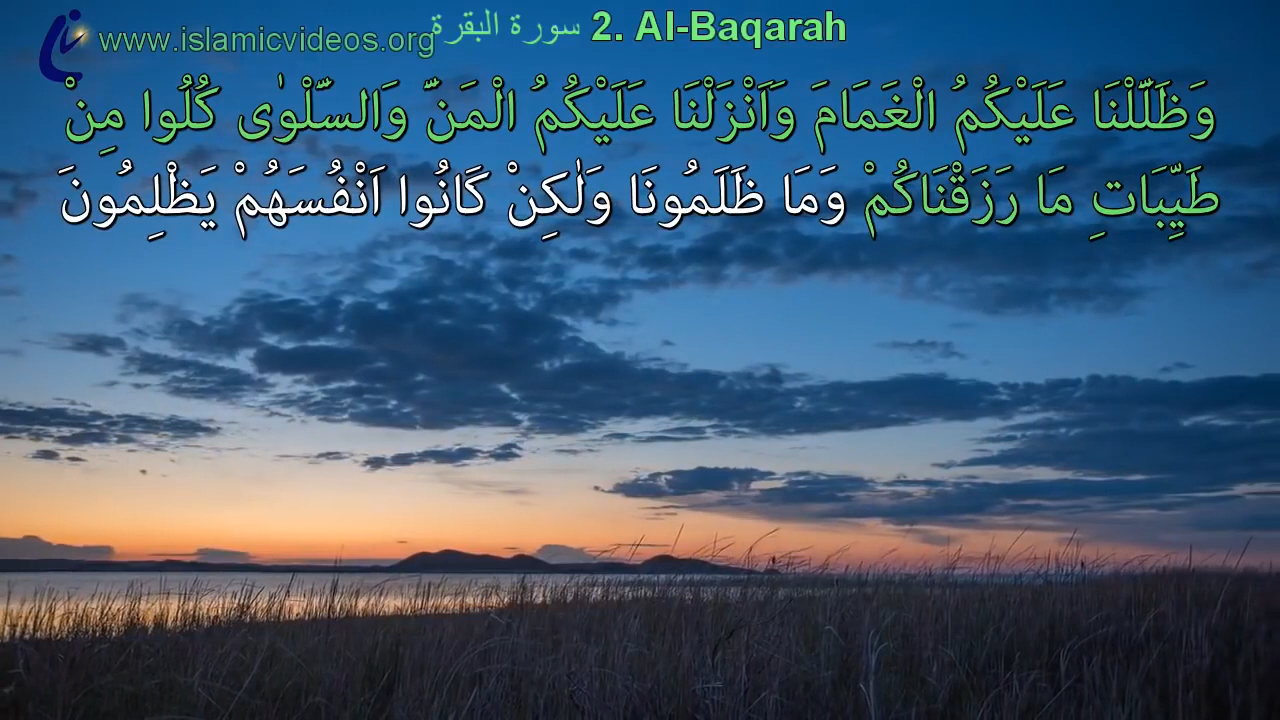 www.islamicvideos.org سورة البقرة 2. Al-Baqarah
وَظَلَّلْنَا عَلَيْكُمُ الْغَمَامَ وَاَنْزَلْنَا عَلَيْكُمُ الْمَنَّ وَالسَّلْوٰى كُلُوا مِنْ
طَيِّبَاتِ مَا رَزَقْنَاكُمْ وَمَا ظَلَمُونَا وَلٰكِنْ كَانُوا اَنْفُسَهُمْ يَظْلِمُونَ